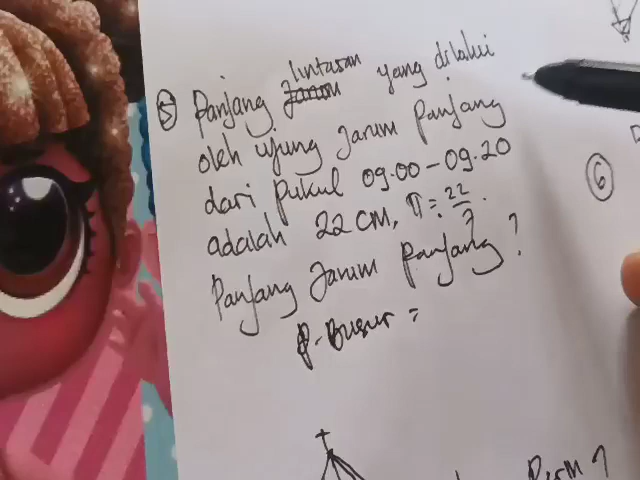 5 Panjang lintasan yang dilalui
oleh ujung Jarum Panjang
dari pukul 09.00 - 09.20
adalah 22 CM, π = 22/7.
Panjang Jarum Panjang?
P. Busur =
6